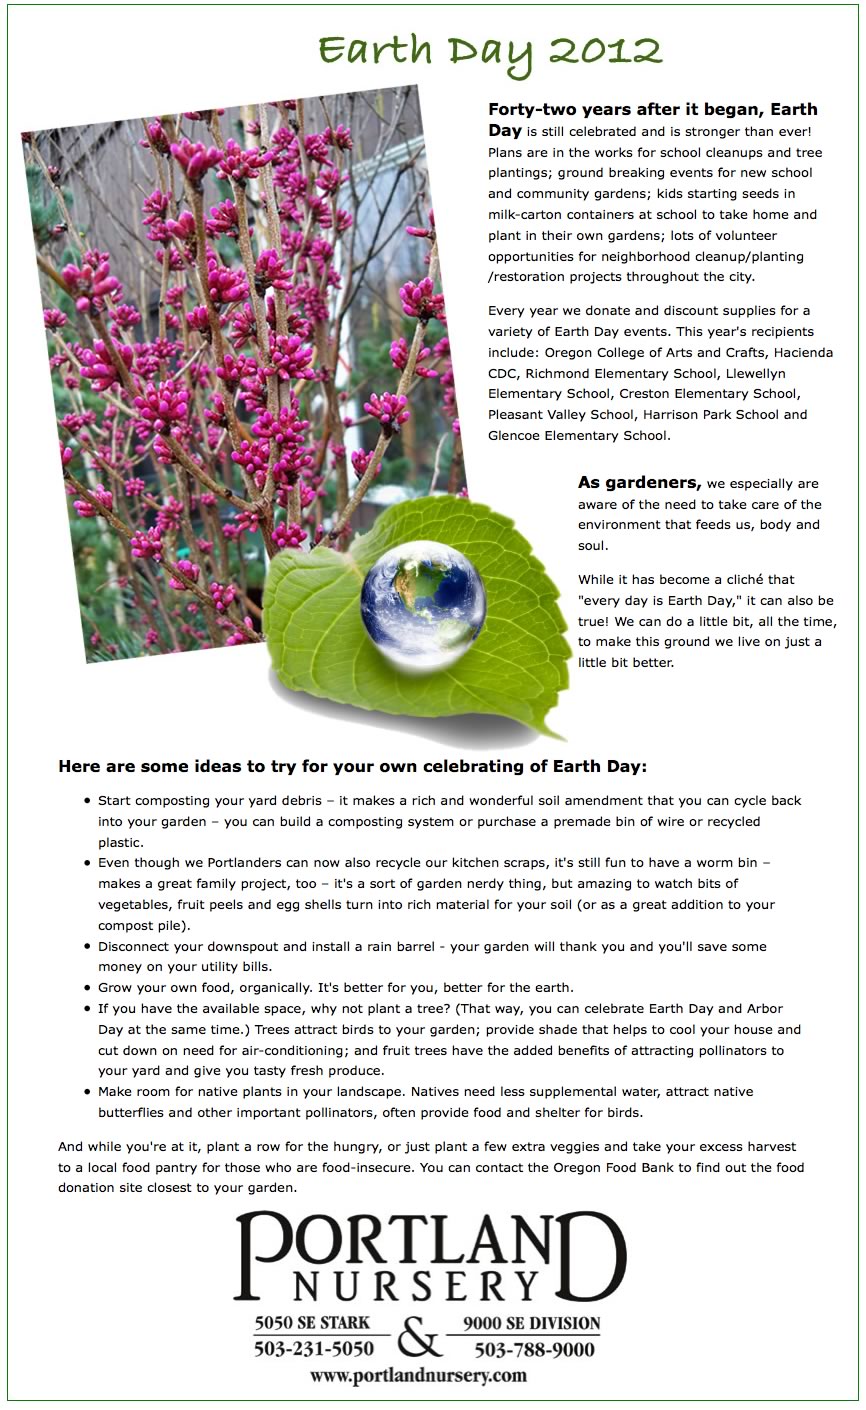 Earth Day 2012
Forty-two years after it began, Earth
Day is still celebrated and is stronger than ever!
Plans are in the works for school cleanups and tree
plantings; ground breaking events for new school
and community gardens; kids starting seeds in
milk-carton containers at school to take home and
plant in their own gardens; lots of volunteer
opportunities for neighborhood cleanup/planting
/restoration projects throughout the city.
Every year we donate and discount supplies for a
variety of Earth Day events. This year's recipients
include: Oregon College of Arts and Crafts, Hacienda
CDC, Richmond Elementary School, Llewellyn
Elementary School, Creston Elementary School,
Pleasant Valley School, Harrison Park School and
Glencoe Elementary School.
As gardeners, we especially are
aware of the need to take care of the
environment that feeds us, body and
soul.
While it has become a cliché that
"every day is Earth Day," it can also be
true! We can do a little bit, all the time,
to make this ground we live on just a
little bit better.
Here are some ideas to try for your own celebrating of Earth Day:
• Start composting your yard debris – it makes a rich and wonderful soil amendment that you can cycle back
into your garden – you can build a composting system or purchase a premade bin of wire or recycled
plastic.
• Even though we Portlanders can now also recycle our kitchen scraps, it's still fun to have a worm bin –
makes a great family project, too – it's a sort of garden nerdy thing, but amazing to watch bits of
vegetables, fruit peels and egg shells turn into rich material for your soil (or as a great addition to your
compost pile).
• Disconnect your downspout and install a rain barrel - your garden will thank you and you'll save some
money on your utility bills.
• Grow your own food, organically. It's better for you, better for the earth.
• If you have the available space, why not plant a tree? (That way, you can celebrate Earth Day and Arbor
Day at the same time.) Trees attract birds to your garden; provide shade that helps to cool your house and
cut down on need for air-conditioning; and fruit trees have the added benefits of attracting pollinators to
your yard and give you tasty fresh produce.
• Make room for native plants in your landscape. Natives need less supplemental water, attract native
butterflies and other important pollinators, often provide food and shelter for birds.
And while you're at it, plant a row for the hungry, or just plant a few extra veggies and take your excess harvest
to a local food pantry for those who are food-insecure. You can contact the Oregon Food Bank to find out the food
donation site closest to your garden.
PORTLAND
NURSERY
5050 SE STARK & 9000 SE DIVISION
503-231-5050 503-788-9000
www.portlandnursery.com